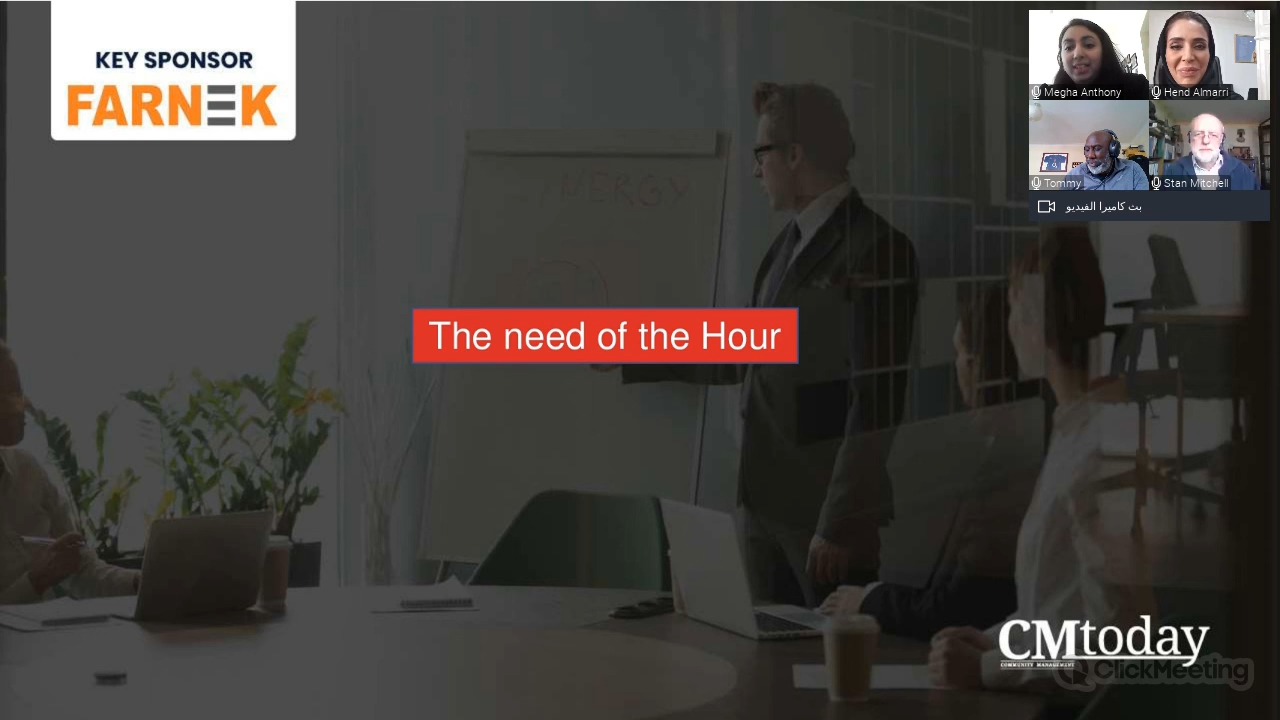 KEY SPONSOR
FARNEK
Megha Anthony
Hend Almarri
Tommy
Stan Mitchell
بث كاميرا الفيديو
SYNERGY
The need of the Hour
CMtoday
COMMUNITY MANAGEMENT
ClickMeeting